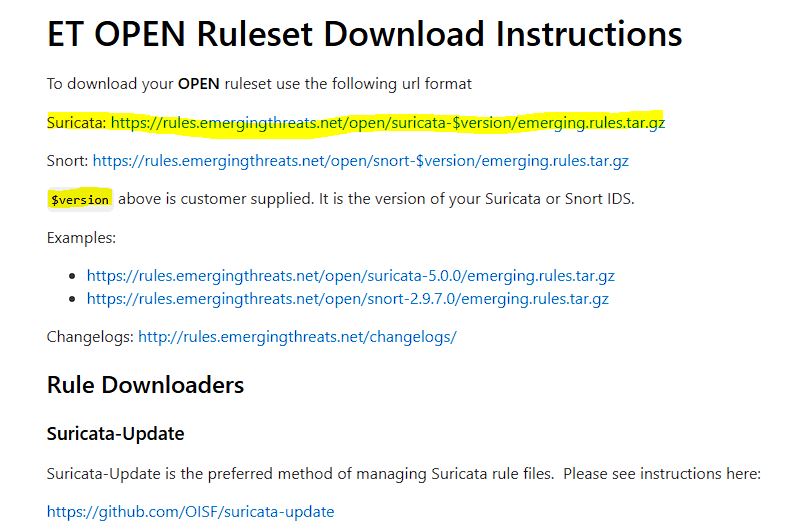 ET OPEN Ruleset Download Instructions
To download your OPEN ruleset use the following url format
Suricata: https://rules.emergingthreats.net/open/suricata-$version/emerging.rules.tar.gz
Snort: https://rules.emergingthreats.net/open/snort-$version/emerging.rules.tar.gz
$version above is customer supplied. It is the version of your Suricata or Snort IDS.
Examples:
• https://rules.emergingthreats.net/open/suricata-5.0.0/emerging.rules.tar.gz
• https://rules.emergingthreats.net/open/snort-2.9.7.0/emerging.rules.tar.gz
Changelogs: http://rules.emergingthreats.net/changelogs/
Rule Downloaders
Suricata-Update
Suricata-Update is the preferred method of managing Suricata rule files. Please see instructions here:
https://github.com/OISF/suricata-update